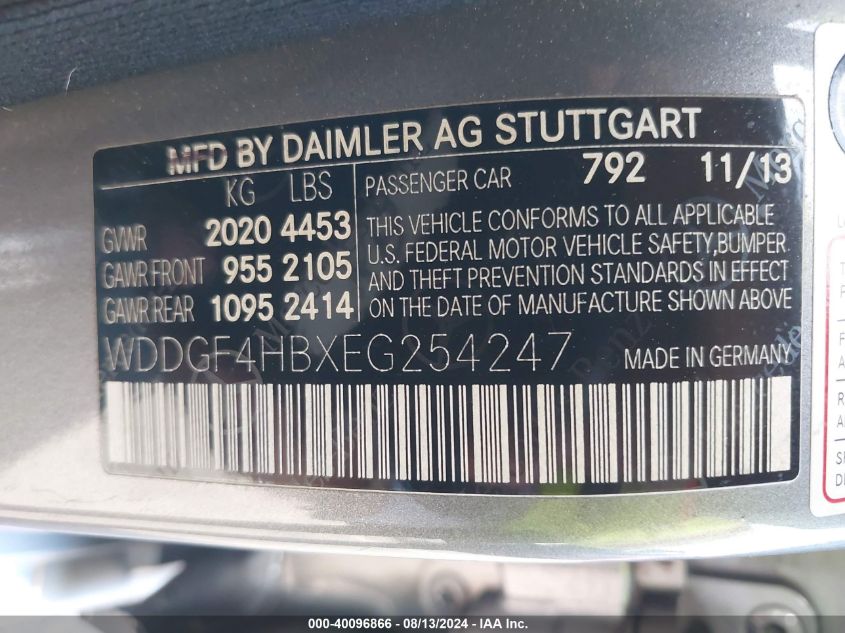 MFD BY DAIMLER AG STUTTGART
KG LBS
PASSENGER CAR 792 11/13
GVWR 2020 4453
GAWR FRONT 955 2105
GAWR REAR 1095 2414
THIS VEHICLE CONFORMS TO ALL APPLICABLE
U.S. FEDERAL MOTOR VEHICLE SAFETY,BUMPER
AND THEFT PREVENTION STANDARDS IN EFFECT
ON THE DATE OF MANUFACTURE SHOWN ABOVE
WDDGF4HBXEG254247 MADE IN GERMANY
000-40096866 - 08/13/2024 - IAAI, Inc.